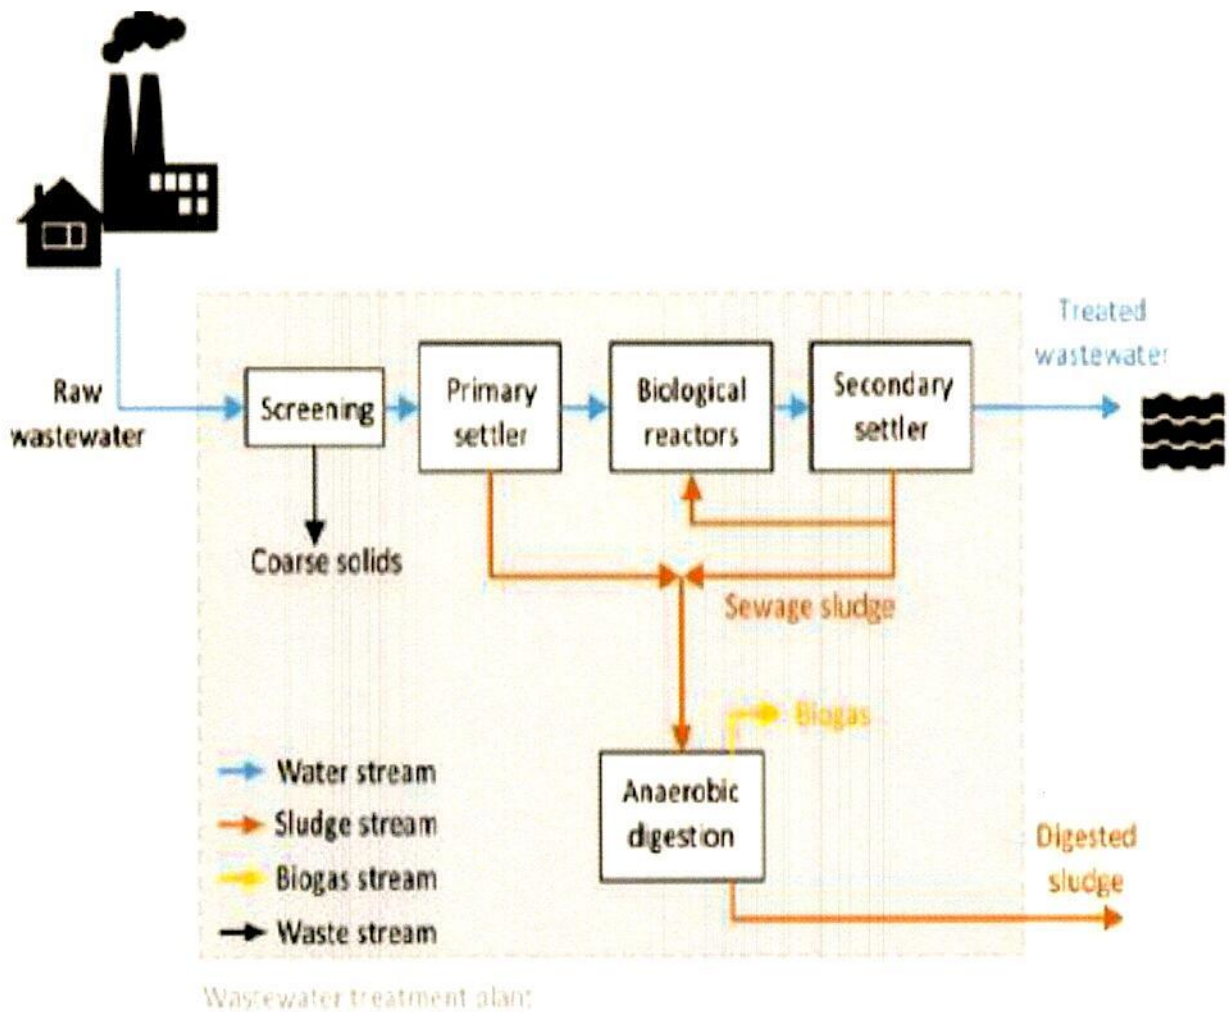 Treated
wastewater
Raw
wastewater
Screening
Primary
settler
Biological
reactors
Secondary
settler
Coarse solids
Sewage sludge
Biogas
Anaerobic
digestion
Water stream
Sludge stream
Biogas stream
Waste stream
Digested
sludge
Wastewater treatment plant